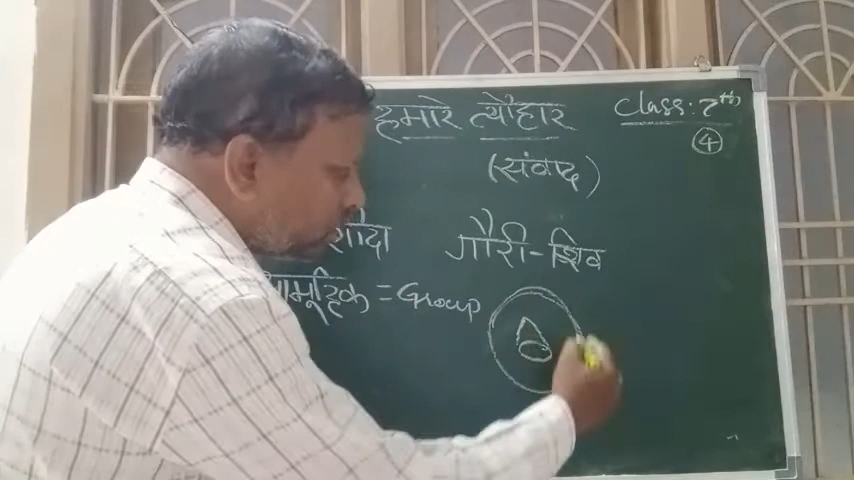 हमारे त्यौहार
Class: 7th
4
(संवाद)
गौरी-शिव
= Group